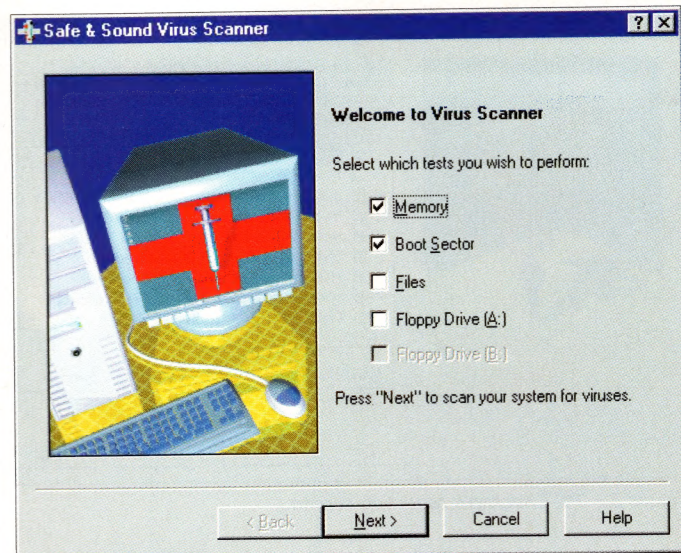 Safe & Sound Virus Scanner
Welcome to Virus Scanner
Select which tests you wish to perform:
Memory
Boot Sector
Files
Floppy Drive (A:)
Floppy Drive (B:)
Press "Next" to scan your system for viruses.
< Back
Next >
Cancel
Help